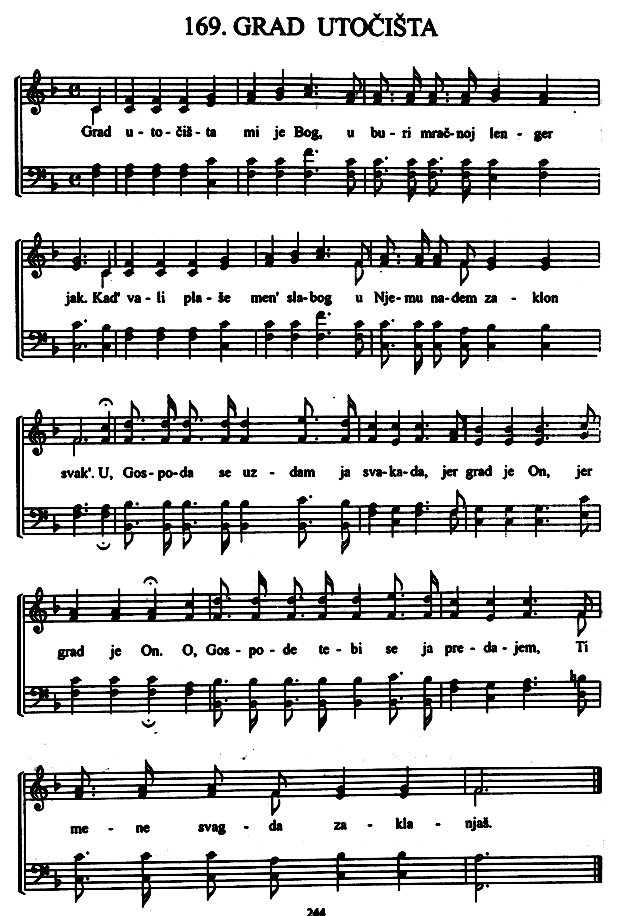 169. GRAD UTOČIŠTA
Grad u - to - čiš - ta mi je Bog, u bu - ri mrač - noj len - ger
jak. Kad' va - li pla - še men' sla - bog u Nje - mu na - đem za - klon
svak'. U, Gos - po - da se uz - dam ja sva - ka - da, jer grad je On, jer
grad je On. O, Gos - po - de te - bi se ja pre - da - jem, Ti
me - ne svag - da za - kla - njaš.
244